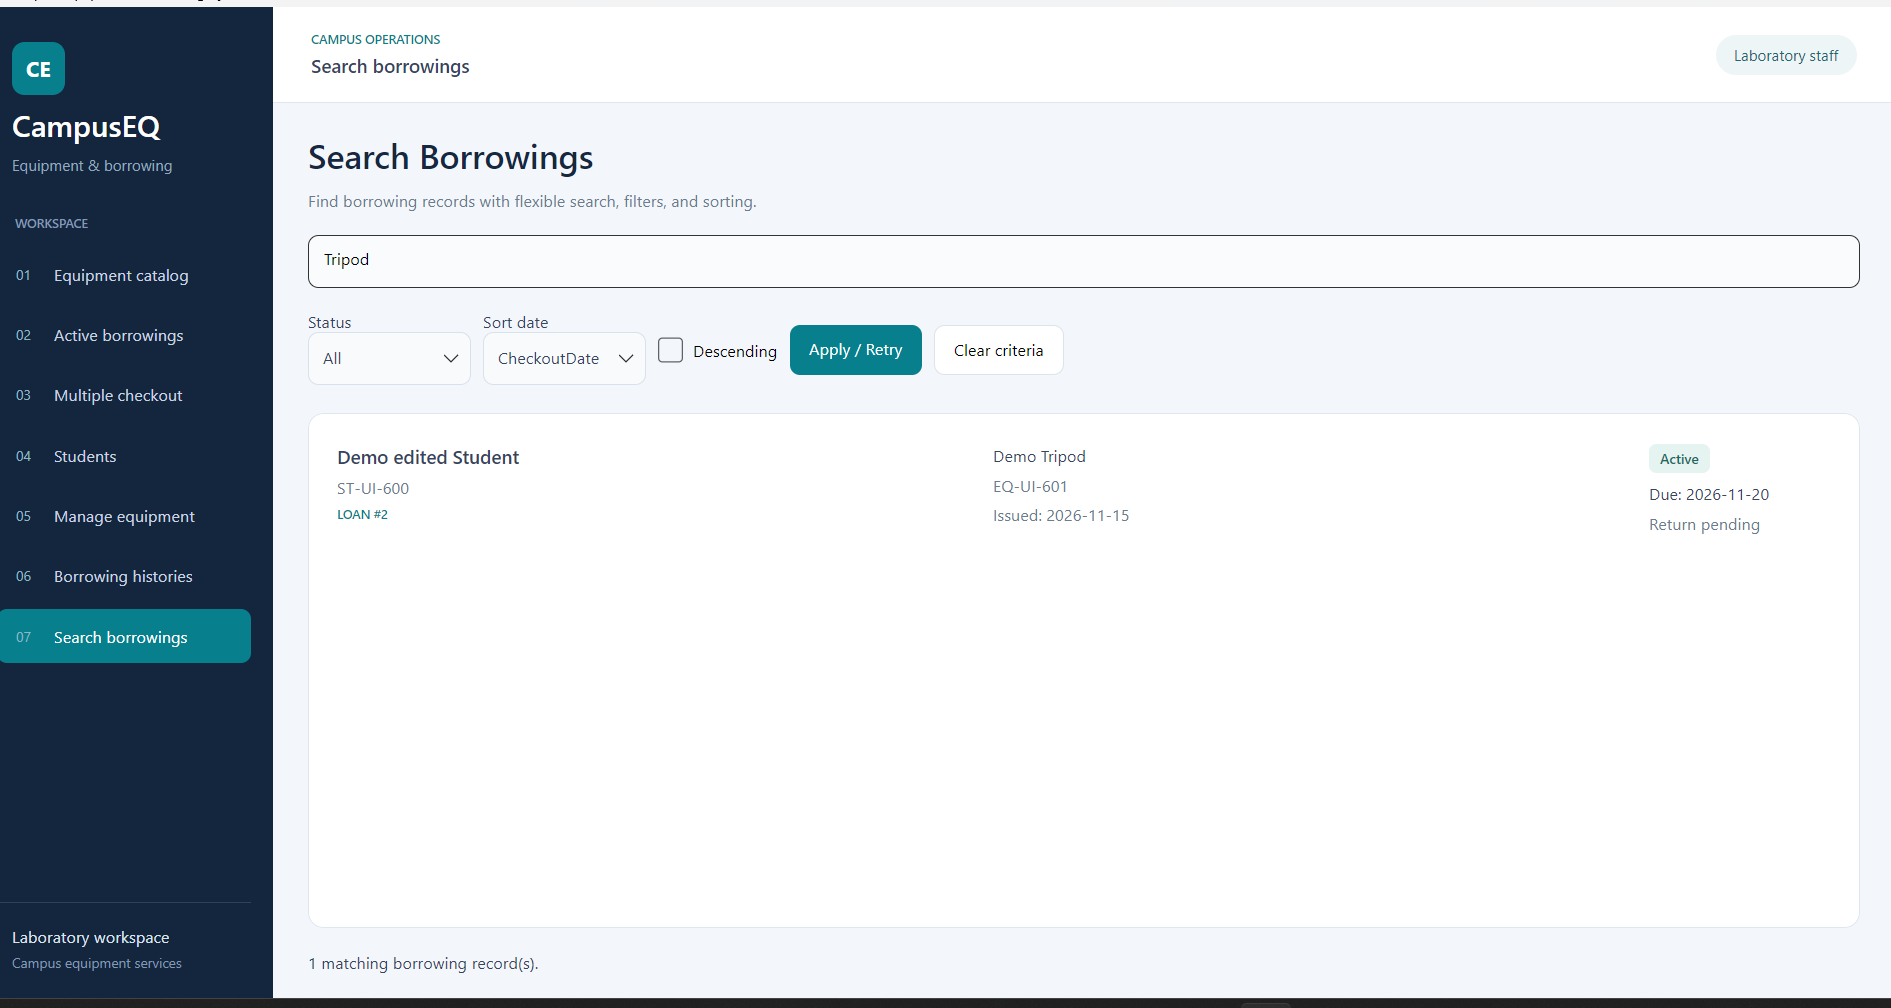 CE
CampusEQ
Equipment & borrowing
WORKSPACE
01 Equipment catalog
02 Active borrowings
03 Multiple checkout
04 Students
05 Manage equipment
06 Borrowing histories
07 Search borrowings
Laboratory workspace
Campus equipment services
CAMPUS OPERATIONS
Search borrowings
Laboratory staff
Search Borrowings
Find borrowing records with flexible search, filters, and sorting.
Tripod
Status
All
Sort date
CheckoutDate
Descending
Apply / Retry
Clear criteria
Demo edited Student
ST-UI-600
LOAN #2
Demo Tripod
EQ-UI-601
Issued: 2026-11-15
Active
Due: 2026-11-20
Return pending
1 matching borrowing record(s).